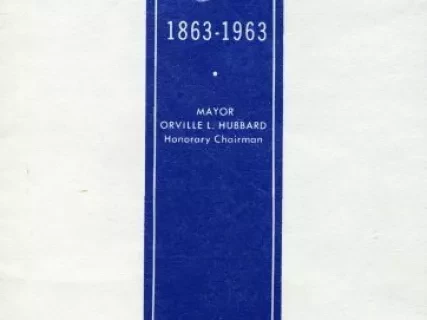 1863-1963
MAYOR
ORVILLE L. HUBBARD
Honorary Chairman